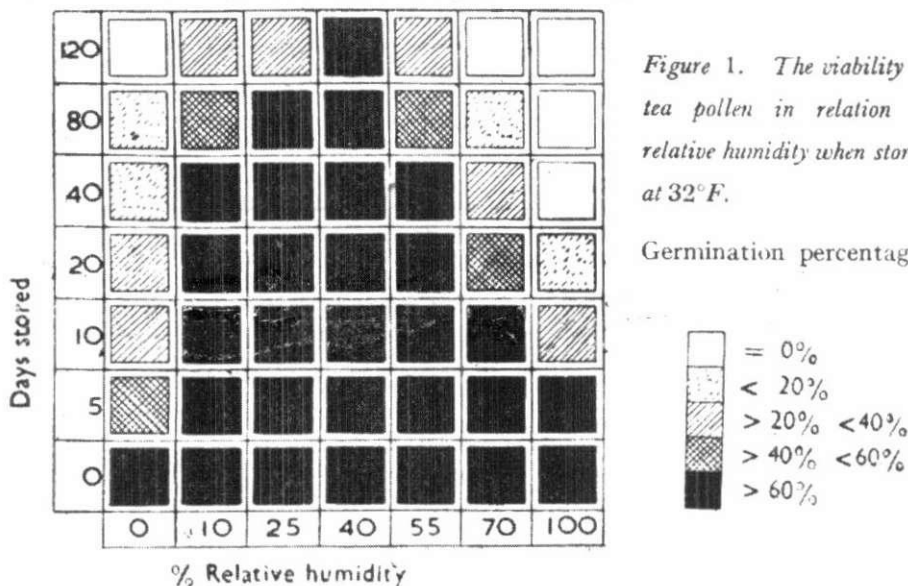 120
80
40
20
10
5
0
Days stored
0 10 25 40 55 70 100
% Relative humidity
Figure 1. The viability
tea pollen in relation
relative humidity when stor
at 32°F.
Germination percentag
= 0%
< 20%
> 20% <40%
> 40% <60%
> 60%